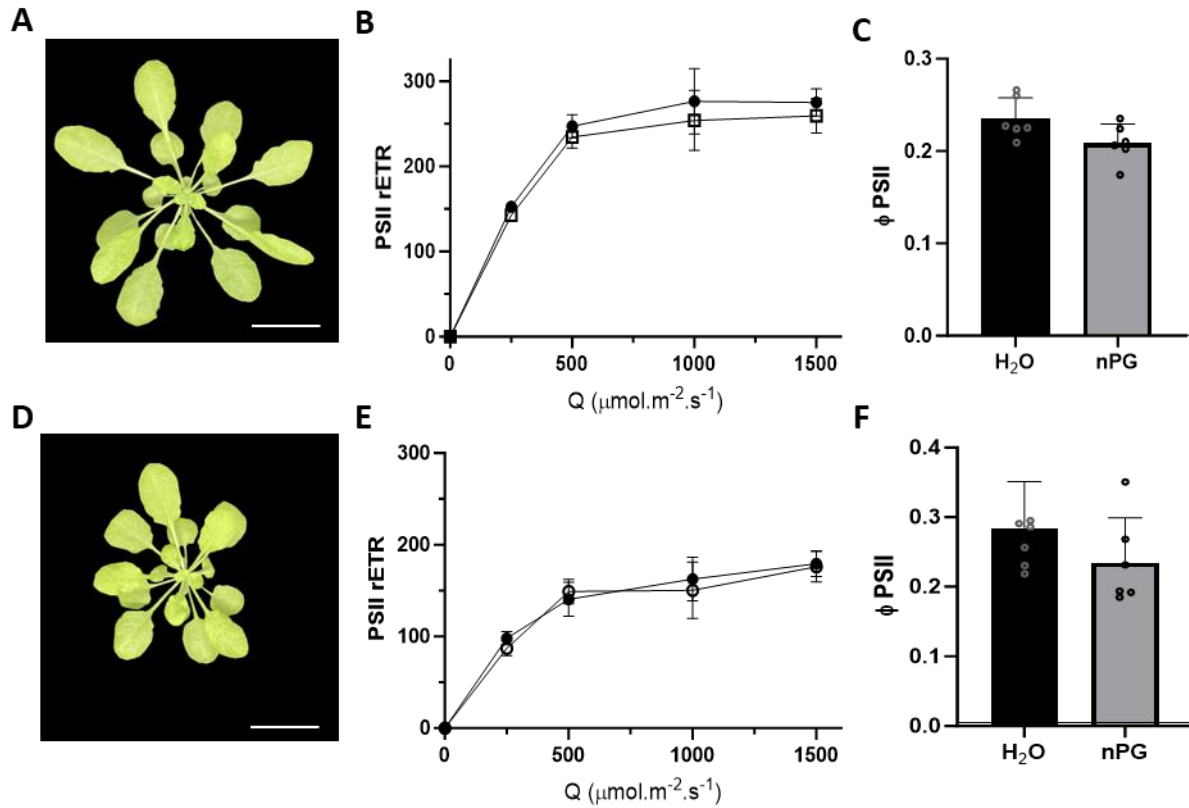 A
B
C
300
200
100
0
PSII rETR
0
500
1000
1500
Q (μmol.m⁻².s⁻¹)
0.3
0.2
0.1
0.0
ϕ PSII
H₂O
nPG
D
E
F
300
200
100
0
PSII rETR
0
500
1000
1500
Q (μmol.m⁻².s⁻¹)
0.4
0.3
0.2
0.1
0.0
ϕ PSII
H₂O
nPG